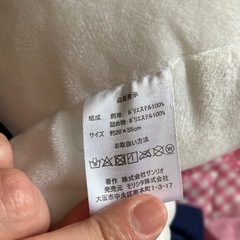 品質表示
組成 側地:ポリエステル100%
詰め物:ポリエステル100%
サイズ 約20×55cm
お取扱い方法
製作 株式会社サンリオ
発売元 モリシタ株式会社
大阪市中央区南本町1-3-17